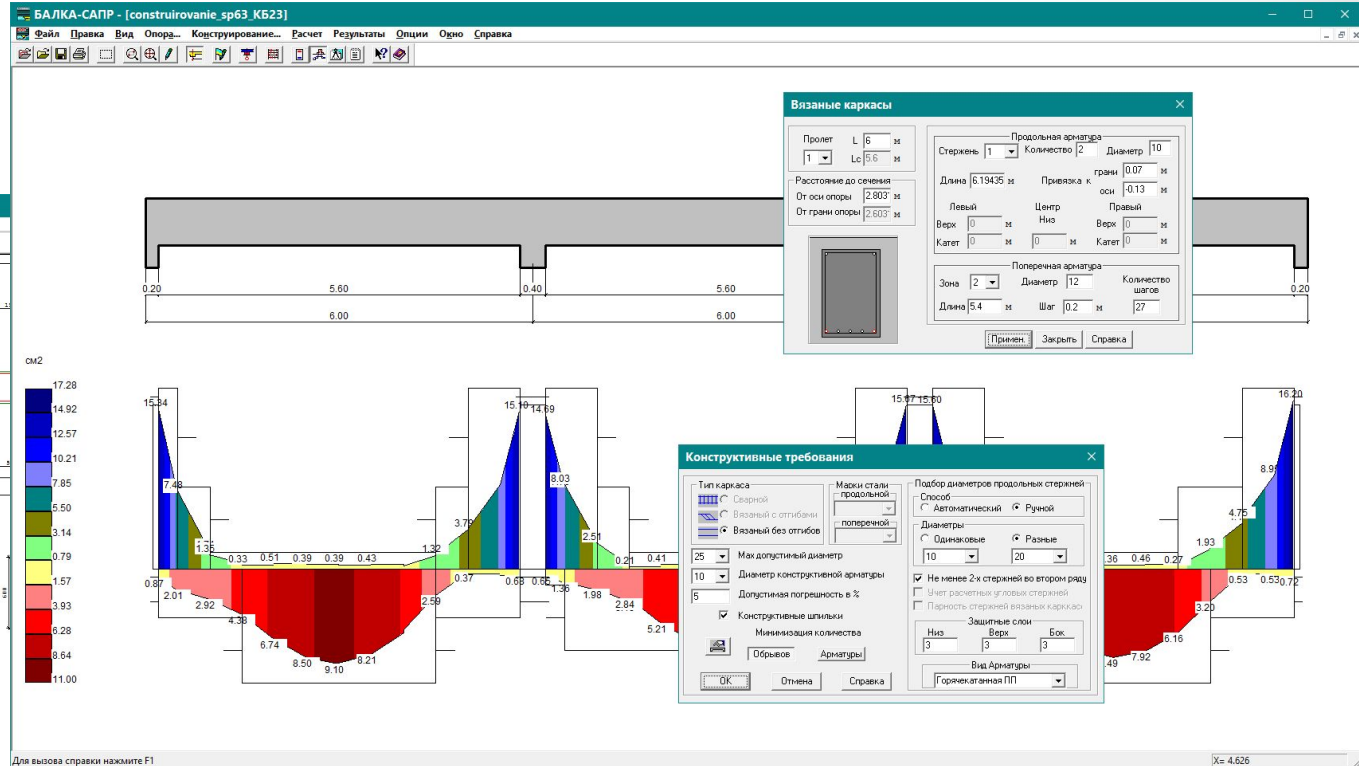 БАЛКА-САПР - [construirovanie_sp63_КБ23]
Файл Правка Вид Опора... Конструирование... Расчет Результаты Опции Окно Справка
Вязаные каркасы
Пролет L 6 м
1 Lc 5.6 м
Расстояние до сечения
От оси опоры 2.803 м
От грани опоры 2.603 м
Продольная арматура
Стержень 1 Количество 2 Диаметр 10
Длина 6.19435 м Привязка к грани 0.07 м
оси -0.13 м
Левый Центр Правый
Верх 0 м Низ Верх 0 м
Катет 0 м 0 м Катет 0 м
Поперечная арматура
Зона 2 Диаметр 12 Количество шагов
Длина 5.4 м Шаг 0.2 м 27
Примен. Закрыть Справка
0.20 5.60 0.40 5.60 0.20
6.00 6.00
см2
17.28
14.92
12.57
10.21
7.85
5.50
3.14
0.79
1.57
3.93
6.28
8.64
11.00
15.34 15.10 14.69 15.67 15.60 16.20
7.48 8.03 8.9
3.79 4.75
1.35 0.33 0.51 0.39 0.39 0.43 1.32 2.51 0.21 0.41 .36 0.46 0.27 1.93
0.87 2.01 2.92 4.38 6.74 8.50 9.10 8.21 2.59 0.37 0.63 0.65 1.36 1.98 2.84 5.21 .49 7.92 6.16 3.20 0.53 0.53 0.72
Конструктивные требования
Тип каркаса
Сварной
Вязаный с отгибами
Вязаный без отгибов
Марки стали
продольной
поперечной
25 Мах допустимый диаметр
10 Диаметр конструктивной арматуры
5 Допустимая погрешность в %
Конструктивные шпильки
Минимизация количества
Обрывов Арматуры
OK Отмена Справка
Подбор диаметров продольных стержней
Способ
Автоматический Ручной
Диаметры
Одинаковые Разные
10 20
Не менее 2-х стержней во втором ряду
Учет расчетных угловых стержней
Парность стержней вязаных карккас
Защитные слои
Низ Верх Бок
3 3 3
Вид Арматуры
Горячекатанная ПП
Для вызова справки нажмите F1
X= 4.626